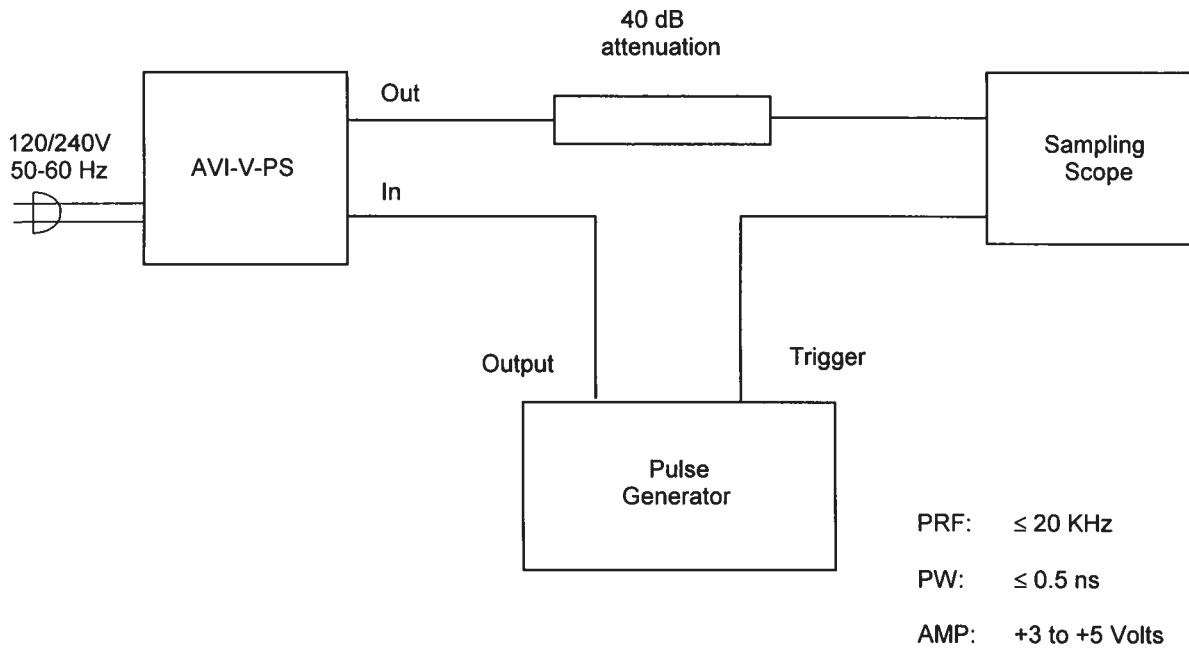 40 dB
attenuation
Out
120/240V
50-60 Hz
AVI-V-PS
Sampling
Scope
In
Output
Trigger
Pulse
Generator
PRF: ≤ 20 KHz
PW: ≤ 0.5 ns
AMP: +3 to +5 Volts